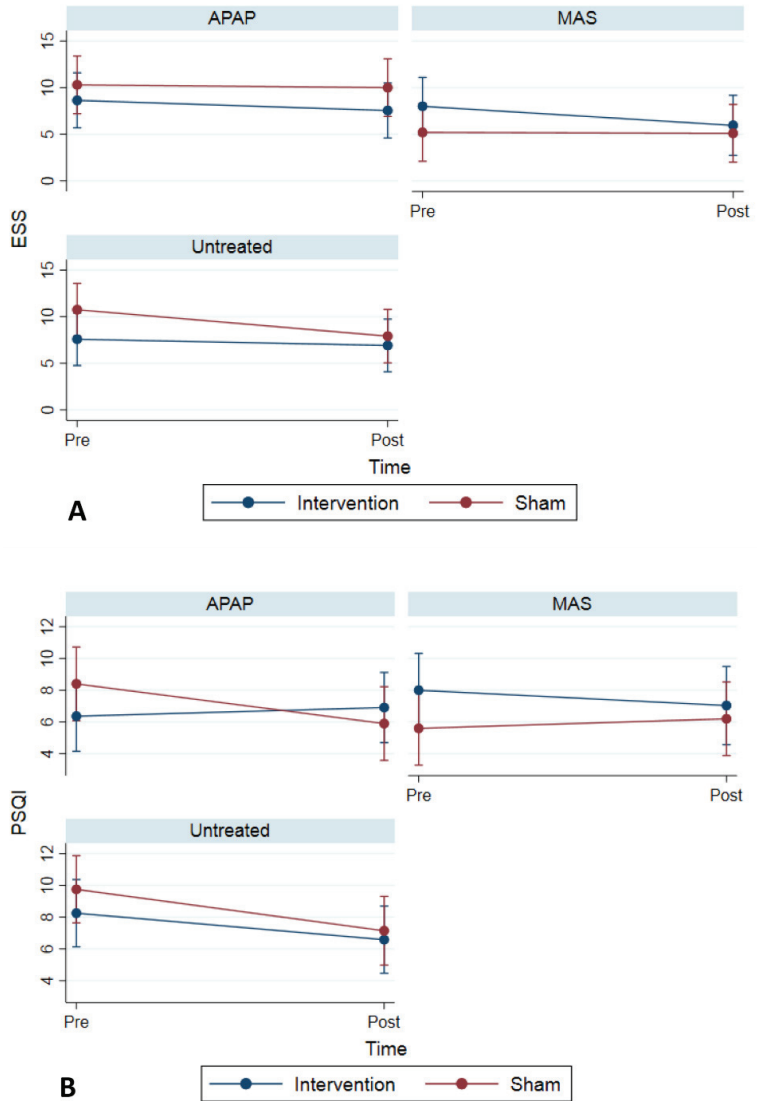 APAP
MAS
15
10
5
0
ESS
Pre
Post
Untreated
15
10
5
0
Pre
Post
Time
Intervention
Sham
A
APAP
MAS
12
10
8
6
4
PSQI
Pre
Post
Untreated
12
10
8
6
4
Pre
Post
Time
Intervention
Sham
B